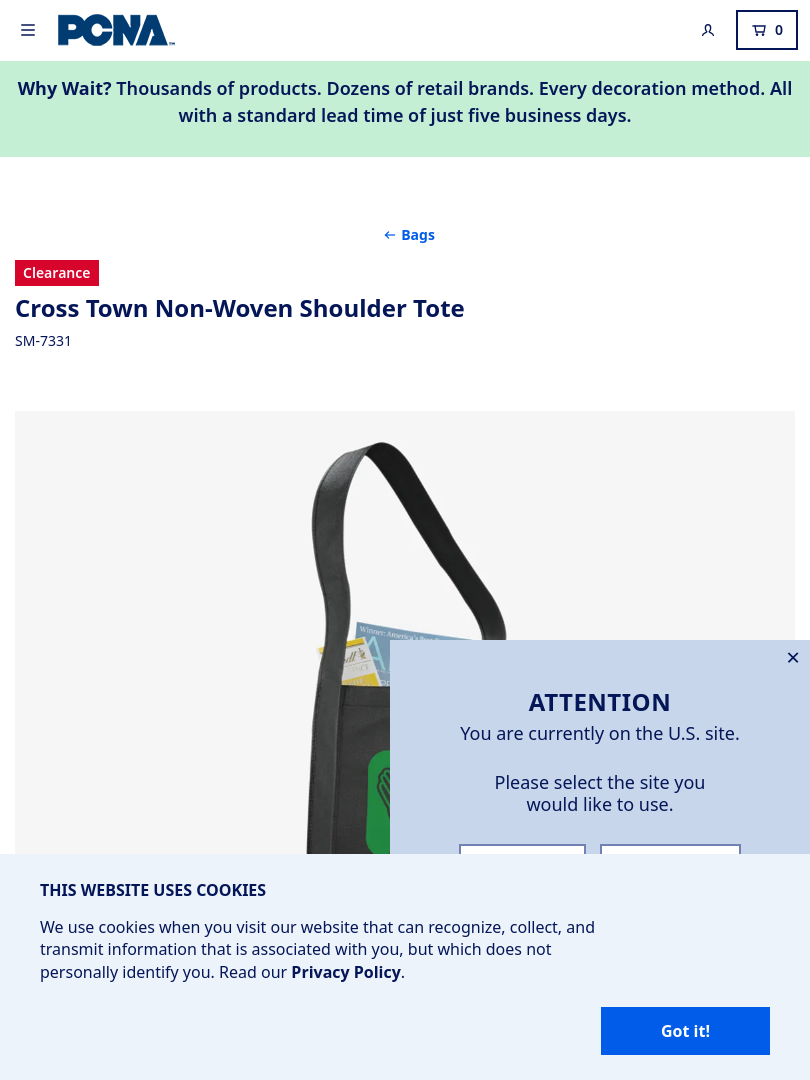 PCNA™
0
Why Wait? Thousands of products. Dozens of retail brands. Every decoration method. All
with a standard lead time of just five business days.
← Bags
Clearance
Cross Town Non-Woven Shoulder Tote
SM-7331
Winner: America's
ATTENTION
You are currently on the U.S. site.
Please select the site you
would like to use.
THIS WEBSITE USES COOKIES
We use cookies when you visit our website that can recognize, collect, and
transmit information that is associated with you, but which does not
personally identify you. Read our Privacy Policy.
Got it!